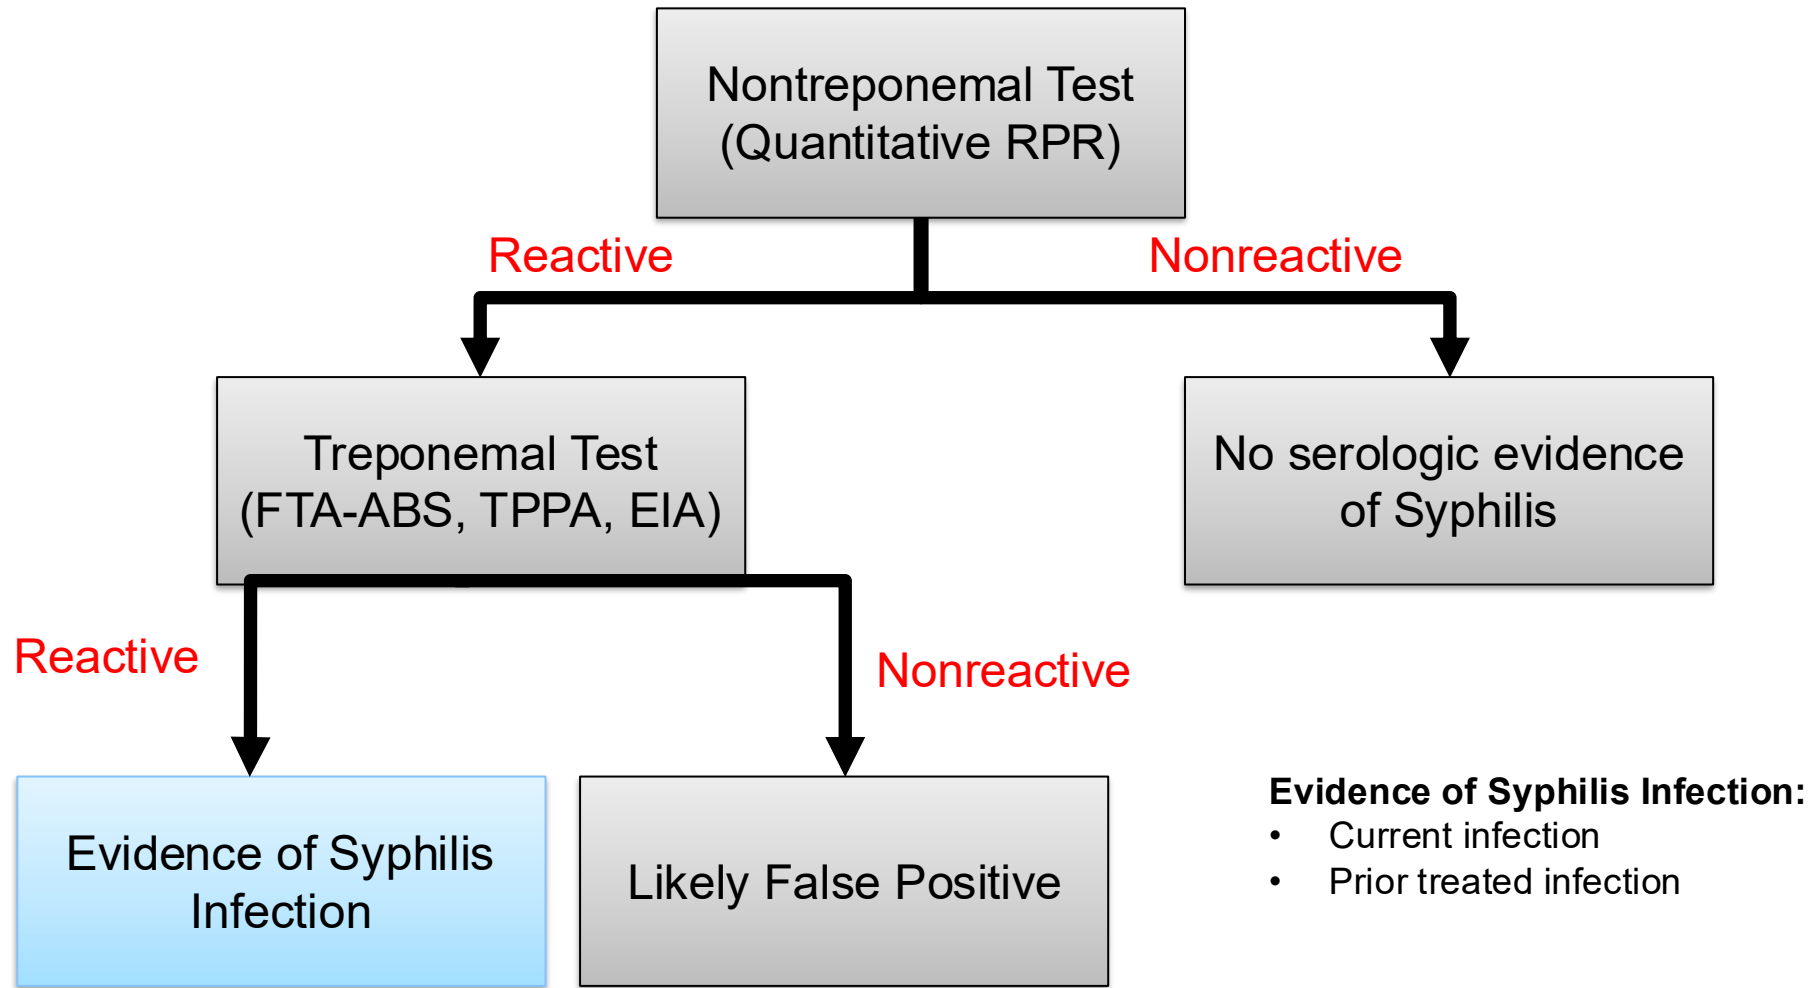 Nontreponemal Test
(Quantitative RPR)
Reactive
Nonreactive
Treponemal Test
(FTA-ABS, TPPA, EIA)
No serologic evidence
of Syphilis
Reactive
Nonreactive
Evidence of Syphilis
Infection
Likely False Positive
Evidence of Syphilis Infection:
• Current infection
• Prior treated infection